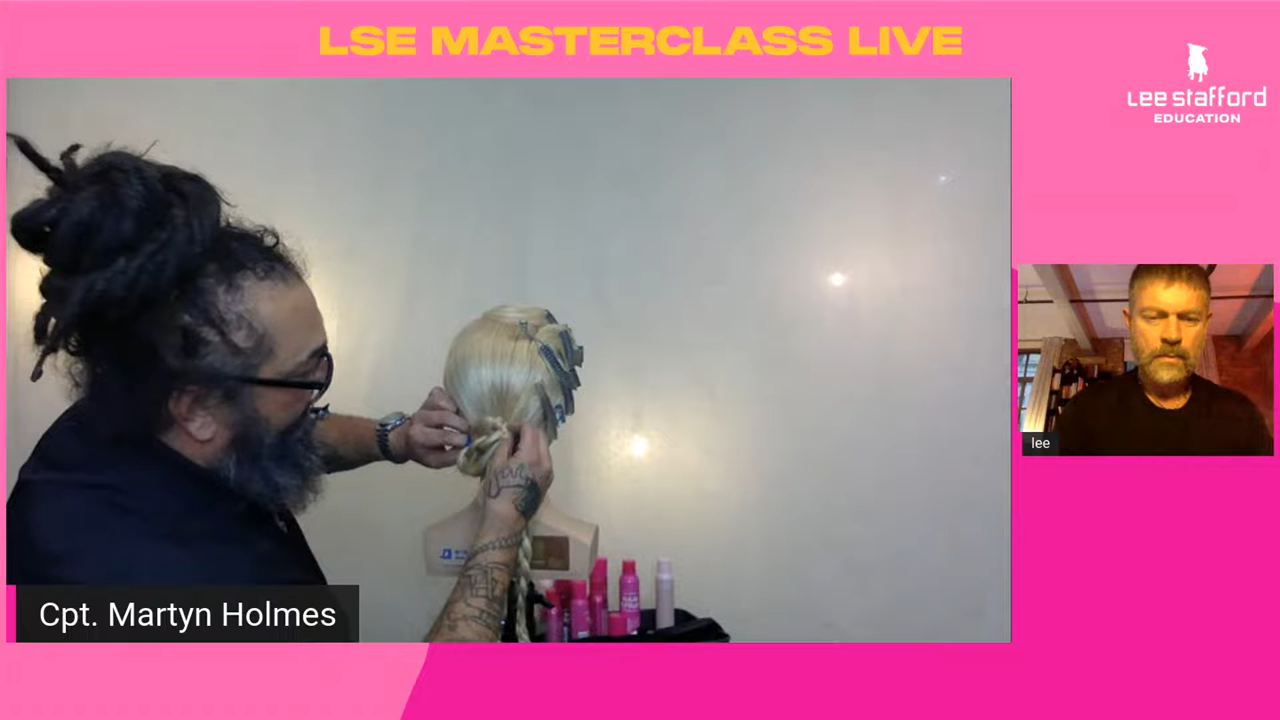 LSE MASTERCLASS LIVE
Lee stafford
EDUCATION
lee
Cpt. Martyn Holmes